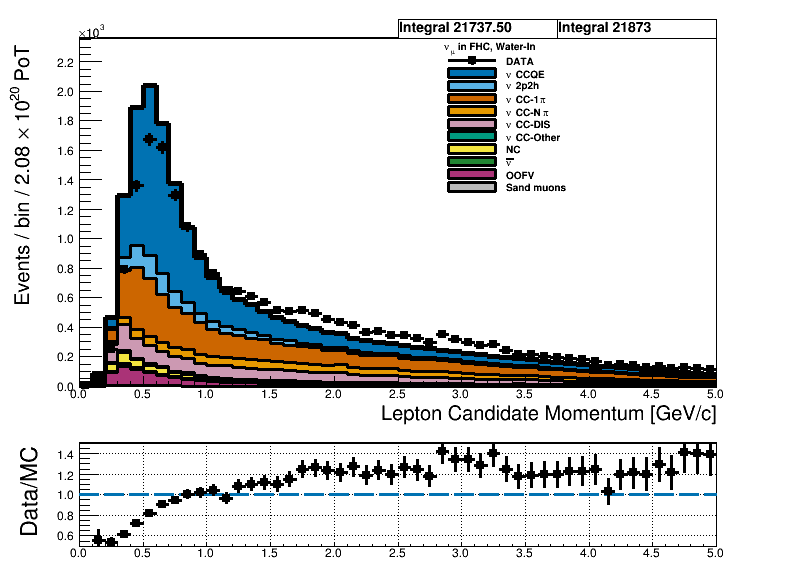 Integral 21737.50 Integral 21873
×10³
ν_μ in FHC, Water-In
DATA
ν CCQE
ν 2p2h
ν CC-1π
ν CC-N π
ν CC-DIS
ν CC-Other
NC
ν̅
OOFV
Sand muons
Events / bin / 2.08 × 10²⁰ PoT
2.2
2.0
1.8
1.6
1.4
1.2
1.0
0.8
0.6
0.4
0.2
0.0
0.0 0.5 1.0 1.5 2.0 2.5 3.0 3.5 4.0 4.5 5.0
Lepton Candidate Momentum [GeV/c]
Data/MC
1.4
1.2
1.0
0.8
0.6
0.0 0.5 1.0 1.5 2.0 2.5 3.0 3.5 4.0 4.5 5.0